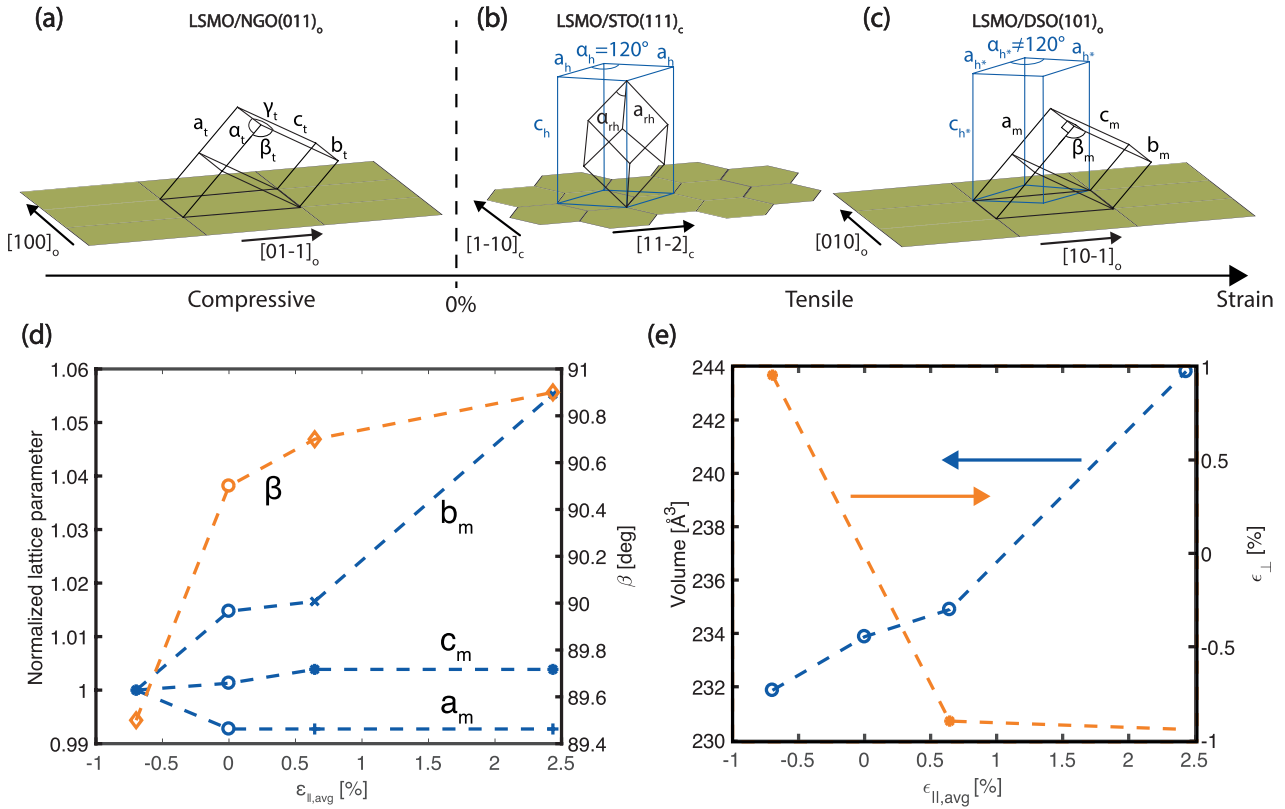 (a)
LSMO/NGO(011)o
γt
at
αt
ct
βt
bt
[100]o
[01-1]o
(b)
LSMO/STO(111)c
αh=120°
ah
ah
arh
αrh
ch
[1-10]c
[11-2]c
(c)
LSMO/DSO(101)o
αh*≠120°
ah*
ah*
ch*
am
cm
βm
bm
[010]o
[10-1]o
Compressive
0%
Tensile
Strain
(d)
1.06
1.05
1.04
1.03
1.02
1.01
1
0.99
Normalized lattice parameter
β
bm
cm
am
91
90.8
90.6
90.4
90.2
90
89.8
89.6
89.4
β [deg]
-1
-0.5
0
0.5
1
1.5
2
2.5
ε||,avg [%]
(e)
244
242
240
238
236
234
232
230
Volume [Å³]
1
0.5
0
-0.5
-1
ϵ⊥ [%]
-1
-0.5
0
0.5
1
1.5
2
2.5
ϵ||,avg [%]